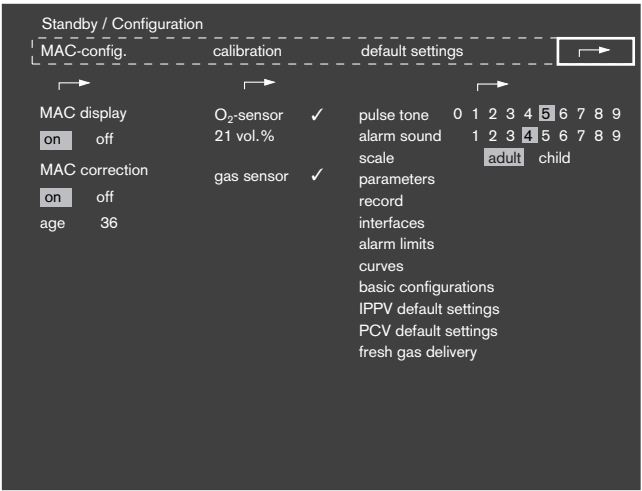 Standby / Configuration
MAC-config. calibration default settings
MAC display
on off
MAC correction
on off
age 36
O₂-sensor ✓
21 vol.%
gas sensor ✓
pulse tone 0 1 2 3 4 5 6 7 8 9
alarm sound 1 2 3 4 5 6 7 8 9
scale adult child
parameters
record
interfaces
alarm limits
curves
basic configurations
IPPV default settings
PCV default settings
fresh gas delivery